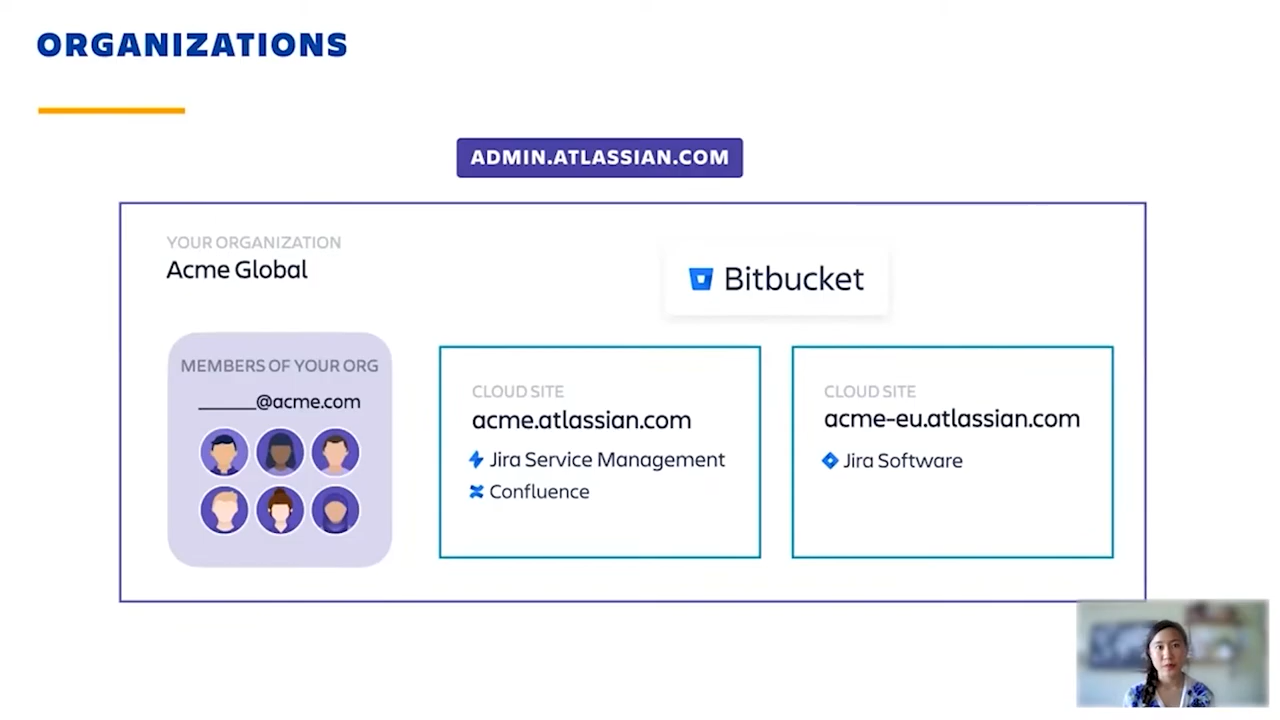 ORGANIZATIONS
ADMIN.ATLASSIAN.COM
YOUR ORGANIZATION
Acme Global
Bitbucket
MEMBERS OF YOUR ORG
______@acme.com
CLOUD SITE
acme.atlassian.com
Jira Service Management
Confluence
CLOUD SITE
acme-eu.atlassian.com
Jira Software